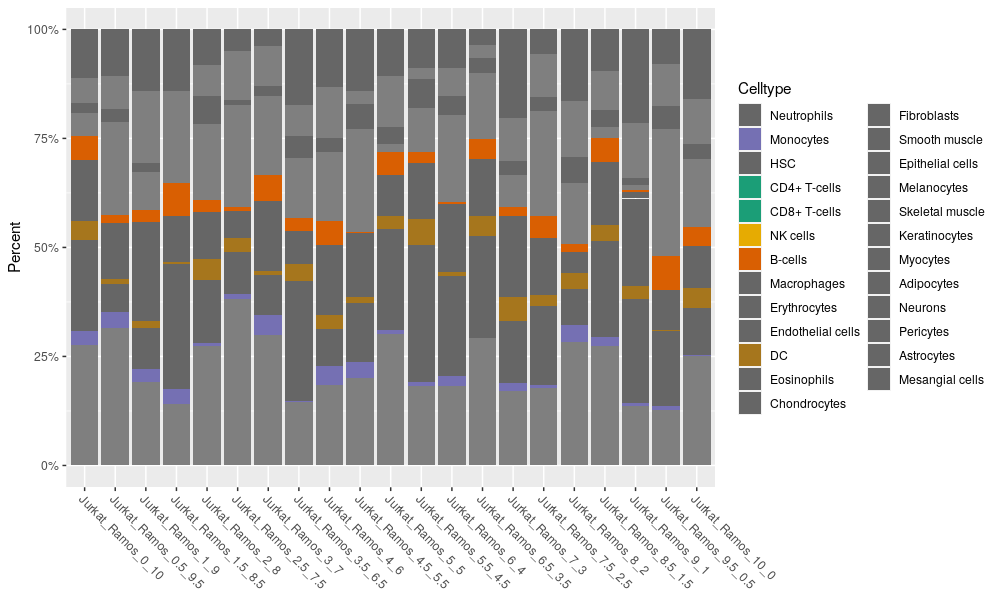 100%
75%
50%
25%
0%
Percent
Jurkat_Ramos_0_10
Jurkat_Ramos_0.5_9.5
Jurkat_Ramos_1_9
Jurkat_Ramos_1.5_8.5
Jurkat_Ramos_2_8
Jurkat_Ramos_2.5_7.5
Jurkat_Ramos_3_7
Jurkat_Ramos_3.5_6.5
Jurkat_Ramos_4_6
Jurkat_Ramos_4.5_5.5
Jurkat_Ramos_5_5
Jurkat_Ramos_5.5_4.5
Jurkat_Ramos_6_4
Jurkat_Ramos_6.5_3.5
Jurkat_Ramos_7_3
Jurkat_Ramos_7.5_2.5
Jurkat_Ramos_8_2
Jurkat_Ramos_8.5_1.5
Jurkat_Ramos_9_1
Jurkat_Ramos_9.5_0.5
Jurkat_Ramos_10_0
Celltype
Neutrophils
Monocytes
HSC
CD4+ T-cells
CD8+ T-cells
NK cells
B-cells
Macrophages
Erythrocytes
Endothelial cells
DC
Eosinophils
Chondrocytes
Fibroblasts
Smooth muscle
Epithelial cells
Melanocytes
Skeletal muscle
Keratinocytes
Myocytes
Adipocytes
Neurons
Pericytes
Astrocytes
Mesangial cells